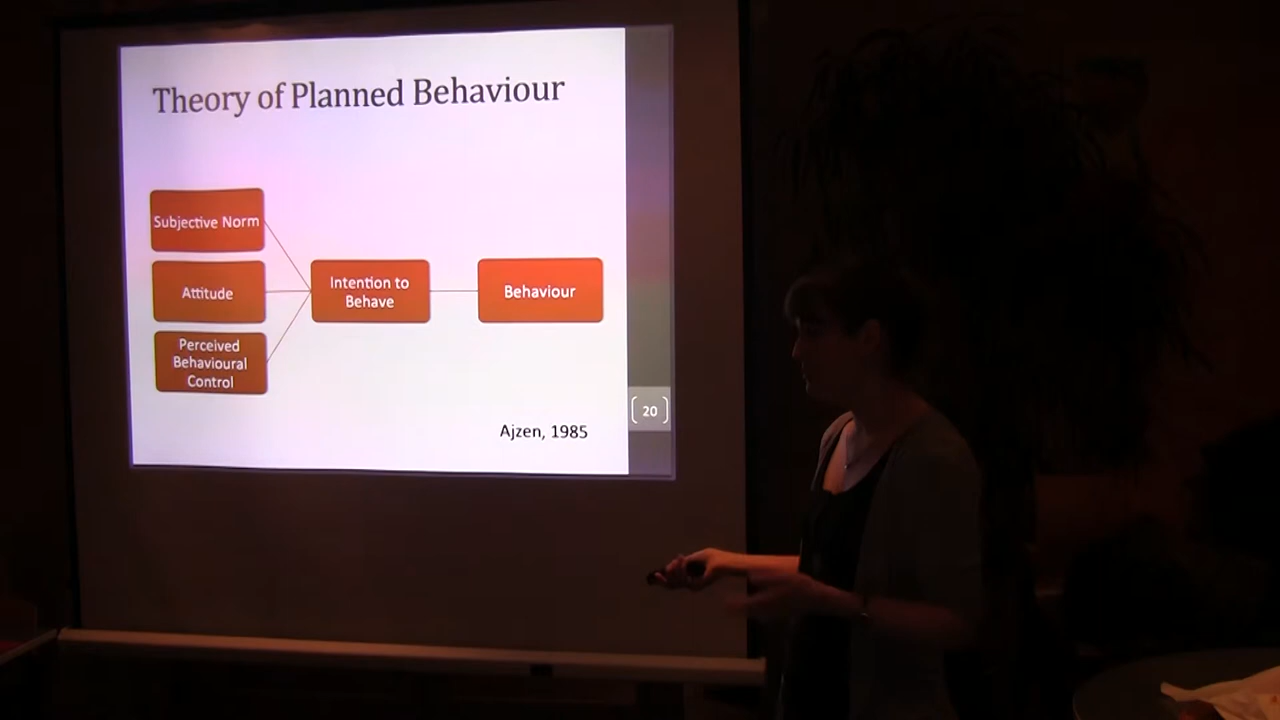 Theory of Planned Behaviour
Subjective Norm
Attitude
Perceived
Behavioural
Control
Intention to
Behave
Behaviour
Ajzen, 1985
20